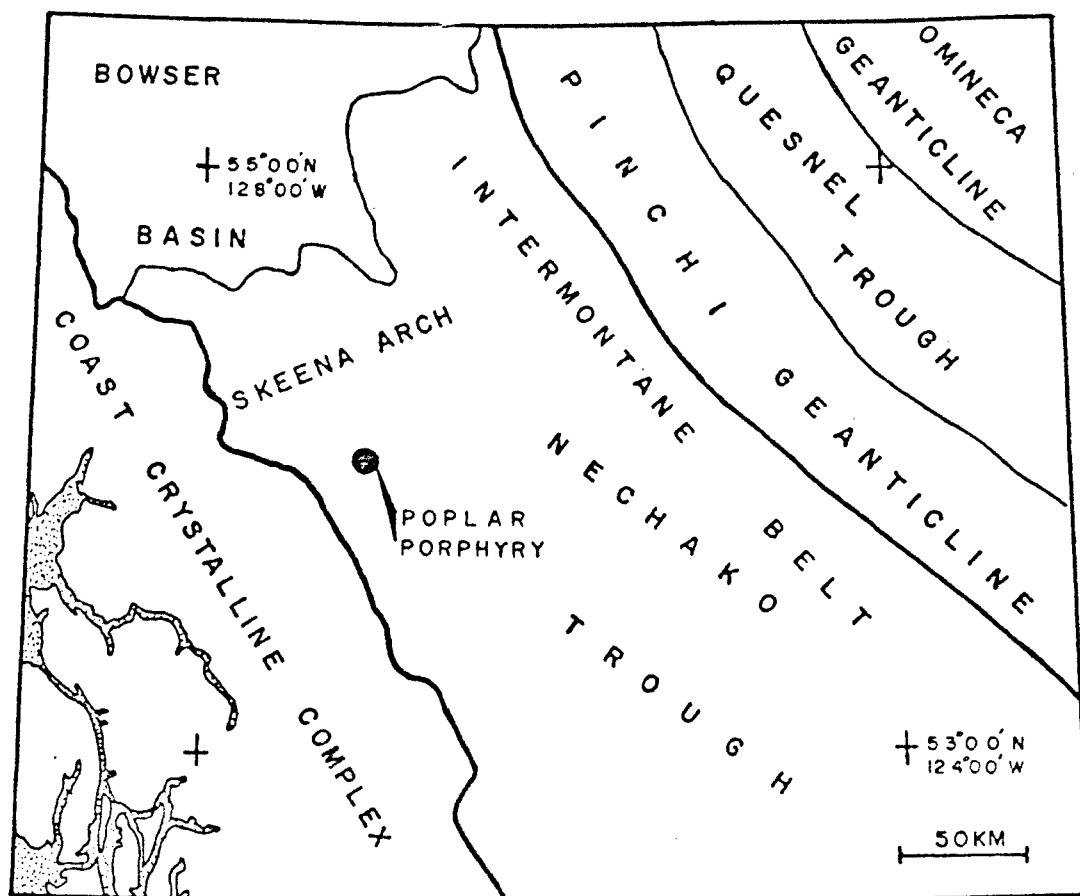 BOWSER
BASIN
55°00'N
128°00'W
SKEENA ARCH
COAST CRYSTALLINE COMPLEX
POPLAR
PORPHYRY
INTERMONTANE BELT
NECHAKO TROUGH
PINCHI GEANTICLINE
QUESNEL TROUGH
OMINECA
GEANTICLINE
53°00'N
124°00'W
50KM